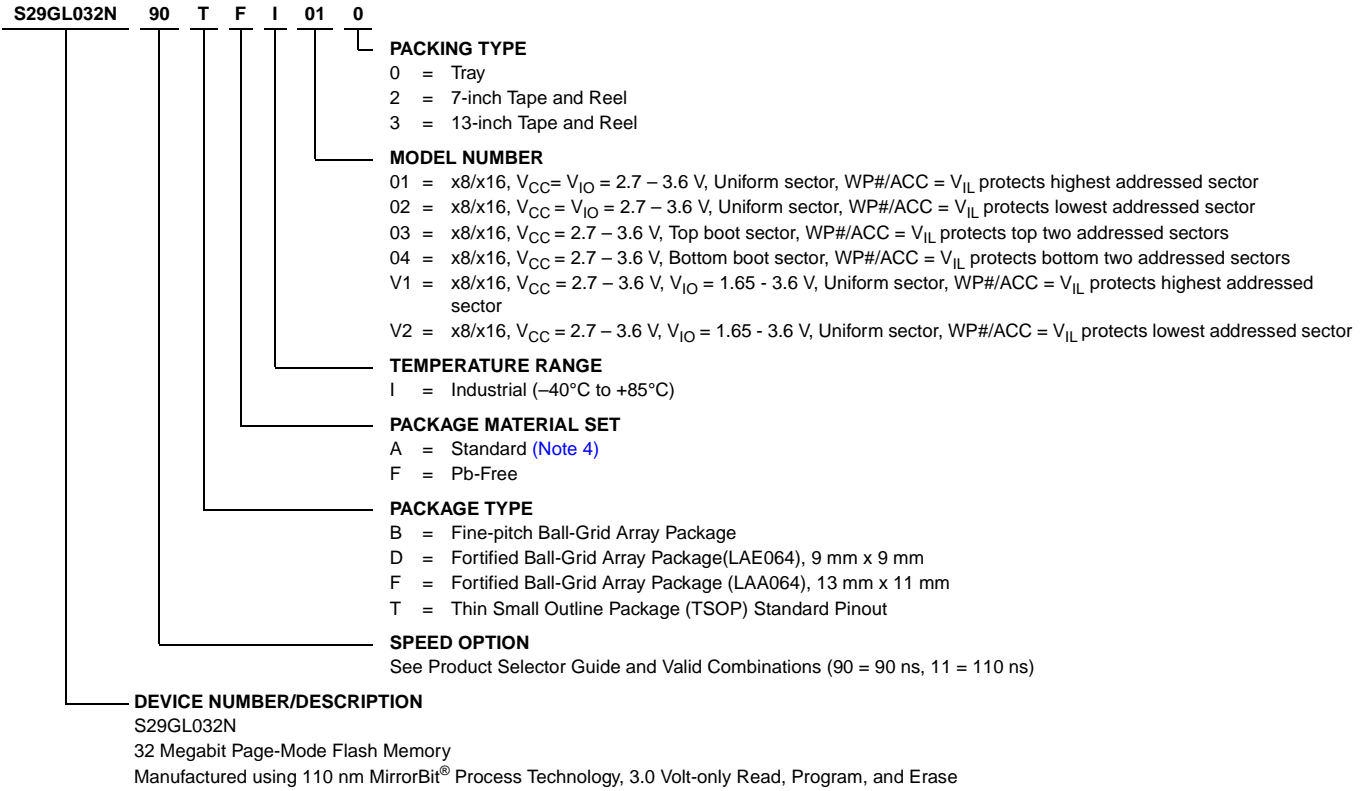 S29GL032N 90 T F I 01 0
PACKING TYPE
0 = Tray
2 = 7-inch Tape and Reel
3 = 13-inch Tape and Reel
MODEL NUMBER
01 = x8/x16, VCC= VIO = 2.7 – 3.6 V, Uniform sector, WP#/ACC = VIL protects highest addressed sector
02 = x8/x16, VCC = VIO = 2.7 – 3.6 V, Uniform sector, WP#/ACC = VIL protects lowest addressed sector
03 = x8/x16, VCC = 2.7 – 3.6 V, Top boot sector, WP#/ACC = VIL protects top two addressed sectors
04 = x8/x16, VCC = 2.7 – 3.6 V, Bottom boot sector, WP#/ACC = VIL protects bottom two addressed sectors
V1 = x8/x16, VCC = 2.7 – 3.6 V, VIO = 1.65 - 3.6 V, Uniform sector, WP#/ACC = VIL protects highest addressed
sector
V2 = x8/x16, VCC = 2.7 – 3.6 V, VIO = 1.65 - 3.6 V, Uniform sector, WP#/ACC = VIL protects lowest addressed sector
TEMPERATURE RANGE
I = Industrial (–40°C to +85°C)
PACKAGE MATERIAL SET
A = Standard (Note 4)
F = Pb-Free
PACKAGE TYPE
B = Fine-pitch Ball-Grid Array Package
D = Fortified Ball-Grid Array Package(LAE064), 9 mm x 9 mm
F = Fortified Ball-Grid Array Package (LAA064), 13 mm x 11 mm
T = Thin Small Outline Package (TSOP) Standard Pinout
SPEED OPTION
See Product Selector Guide and Valid Combinations (90 = 90 ns, 11 = 110 ns)
DEVICE NUMBER/DESCRIPTION
S29GL032N
32 Megabit Page-Mode Flash Memory
Manufactured using 110 nm MirrorBit® Process Technology, 3.0 Volt-only Read, Program, and Erase